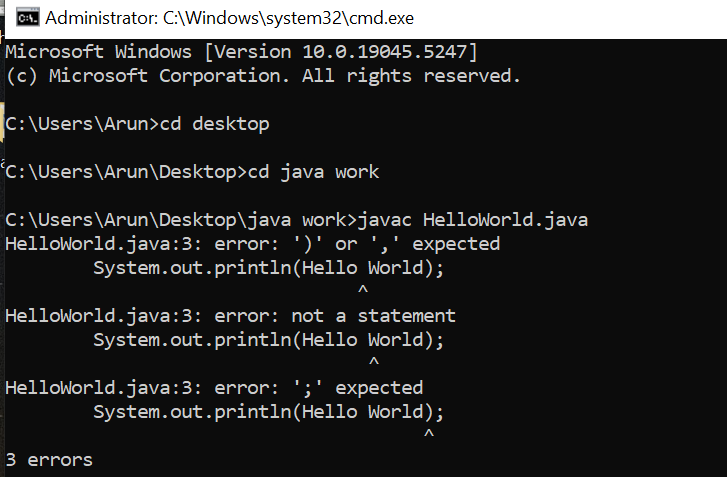 Administrator: C:\Windows\system32\cmd.exe
Microsoft Windows [Version 10.0.19045.5247]
(c) Microsoft Corporation. All rights reserved.
C:\Users\Arun>cd desktop
C:\Users\Arun\Desktop>cd java work
C:\Users\Arun\Desktop\java work>javac HelloWorld.java
HelloWorld.java:3: error: ')' or ',' expected
        System.out.println(Hello World);
                                ^
HelloWorld.java:3: error: not a statement
        System.out.println(Hello World);
                                 ^
HelloWorld.java:3: error: ';' expected
        System.out.println(Hello World);
                                      ^
3 errors